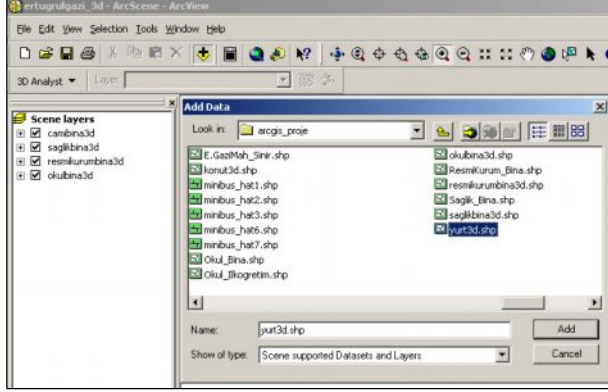 ertugrulgazi_3d - ArcScene - ArcView
File Edit View Selection Tools Window Help
3D Analyst Layer:
Scene layers
camibina3d
saglikbina3d
resmikurumbina3d
okulbina3d
Add Data
Look in: arcgis_proje
E.GaziMah_Sinir.shp
konut3d.shp
minibus_hat1.shp
minibus_hat2.shp
minibus_hat3.shp
minibus_hat6.shp
minibus_hat7.shp
Okul_Bina.shp
Okul_Ilkogretim.shp
okulbina3d.shp
ResmiKurum_Bina.shp
resmikurumbina3d.shp
Saglik_Bina.shp
saglikbina3d.shp
yurt3d.shp
Name: yurt3d.shp Add
Show of type: Scene supported Datasets and Layers Cancel